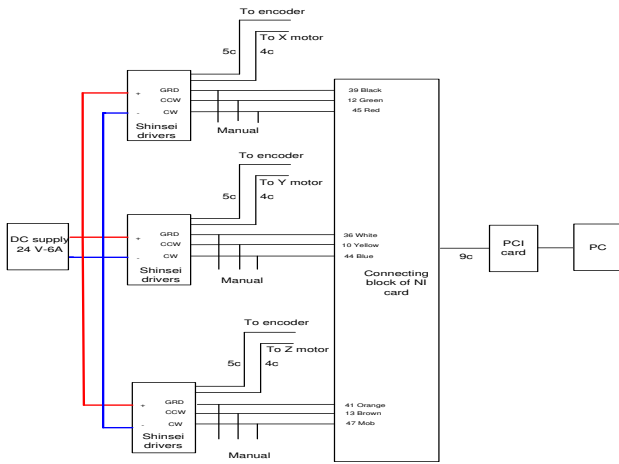 To encoder
To X motor
5c
4c
+
-
GRD
CCW
CW
Shinsei
drivers
Manual
39 Black
12 Green
45 Red
To encoder
To Y motor
5c
4c
DC supply
24 V-6A
+
-
GRD
CCW
CW
Shinsei
drivers
Manual
36 White
10 Yellow
44 Blue
Connecting
block of NI
card
9c
PCI
card
PC
To encoder
To Z motor
5c
4c
+
-
GRD
CCW
CW
Shinsei
drivers
Manual
41 Orange
13 Brown
47 Mob